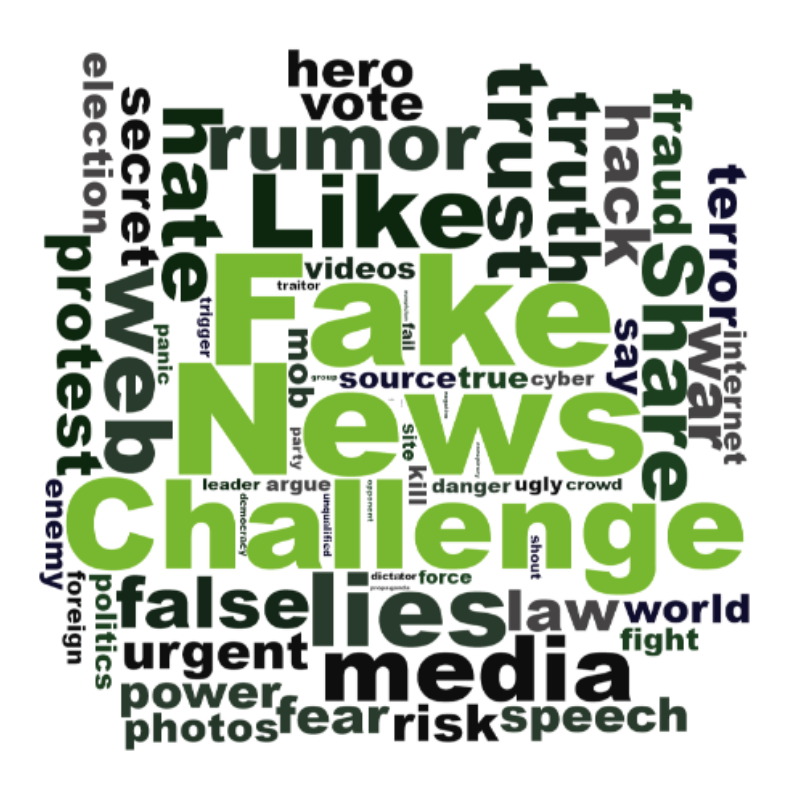 hero
vote
election
secret
hate
rumor
trust
truth
hack
fraud
terror
Like
Fake
videos
traitor
trigger
fail
protest
web
panic
mob
group
source
true
cyber
say
Share
war
internet
News
party
site
kill
leader
argue
danger
ugly
crowd
Challenge
democracy
unqualified
opponent
shout
enemy
foreign
politics
dictator
force
propaganda
false
lies
law
world
fight
urgent
media
power
photos
fear
risk
speech